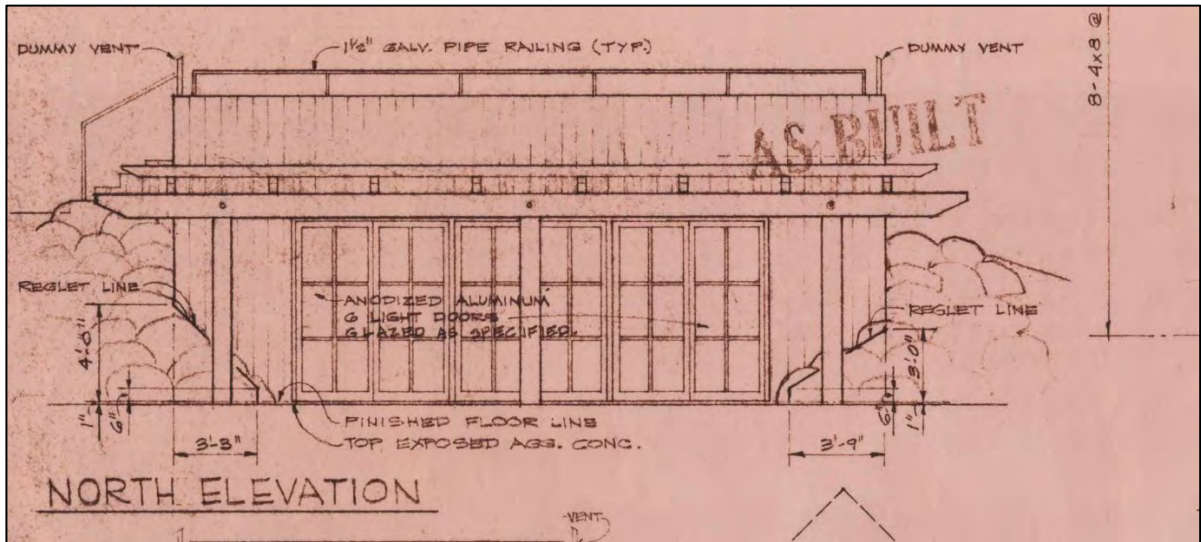 DUMMY VENT
1½" GALV. PIPE RAILING (TYP.)
DUMMY VENT
8-4x8 @
AS BUILT
REGLET LINE
ANODIZED ALUMINUM
6 LIGHT DOORS
GLAZED AS SPECIFIED.
REGLET LINE
4'-0"
3'-0"
1"
6"
6"
1"
FINISHED FLOOR LINE
TOP EXPOSED AGG. CONC.
3'-3"
3'-9"
NORTH ELEVATION
VENT